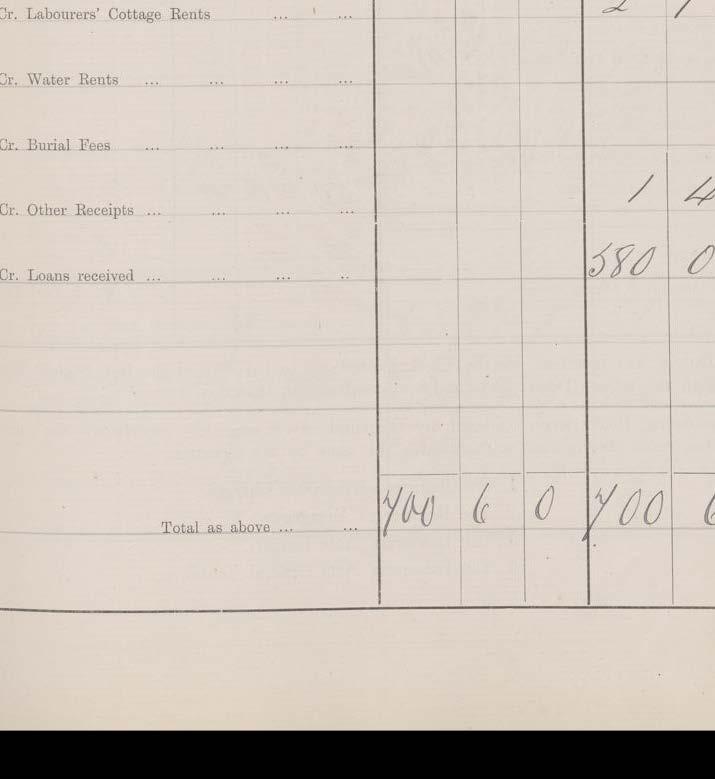 Cr. Labourers' Cottage Rents ... ... 2 1
Cr. Water Rents ... ... ... ...
Cr. Burial Fees ... ... ... ...
Cr. Other Receipts ... ... ... ... 1 4
Cr. Loans received ... ... ... .. 580 0
Total as above ... ... 700 6 0 700 6